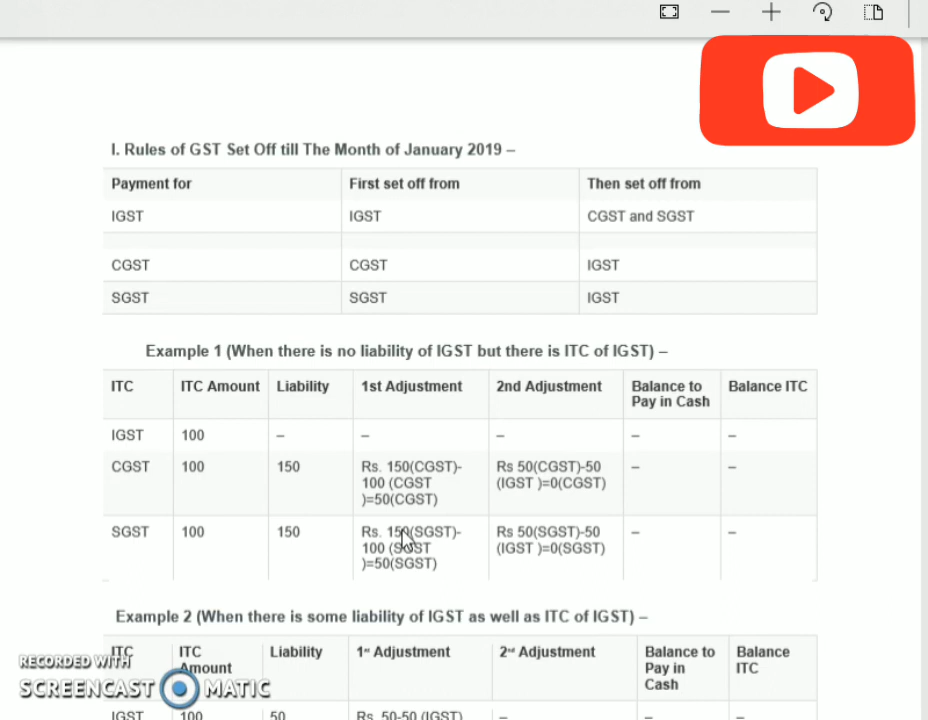 I. Rules of GST Set Off till The Month of January 2019 –
Payment for First set off from Then set off from
IGST IGST CGST and SGST
CGST CGST IGST
SGST SGST IGST
Example 1 (When there is no liability of IGST but there is ITC of IGST) –
ITC ITC Amount Liability 1st Adjustment 2nd Adjustment Balance to Balance ITC
Pay in Cash
IGST 100 – – – – –
CGST 100 150 Rs. 150(CGST)- Rs 50(CGST)-50 – –
100 (CGST (IGST )=0(CGST)
)=50(CGST)
SGST 100 150 Rs. 150(SGST)- Rs 50(SGST)-50 – –
100 (SGST (IGST )=0(SGST)
)=50(SGST)
Example 2 (When there is some liability of IGST as well as ITC of IGST) –
ITC ITC Liability 1st Adjustment 2nd Adjustment Balance to Balance
Amount Pay in ITC
Cash
IGST 100 50 Rs. 50-50 (IGST) –
RECORDED WITH
SCREENCAST MATIC